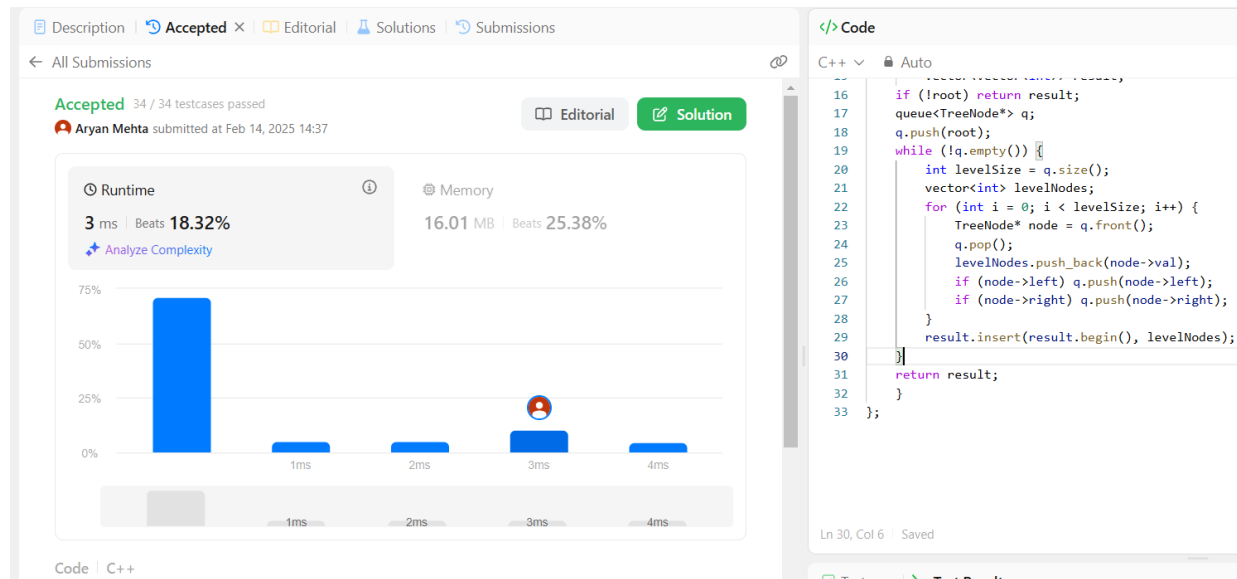 Description Accepted × Editorial Solutions Submissions
← All Submissions
Accepted 34 / 34 testcases passed
Aryan Mehta submitted at Feb 14, 2025 14:37
Editorial
Solution
Runtime
3 ms Beats 18.32%
Analyze Complexity
Memory
16.01 MB Beats 25.38%
75%
50%
25%
0%
1ms 2ms 3ms 4ms
1ms 2ms 3ms 4ms
Code C++
</> Code
C++ Auto
15 vector<vector<int>> result;
16 if (!root) return result;
17 queue<TreeNode*> q;
18 q.push(root);
19 while (!q.empty()) {
20 int levelSize = q.size();
21 vector<int> levelNodes;
22 for (int i = 0; i < levelSize; i++) {
23 TreeNode* node = q.front();
24 q.pop();
25 levelNodes.push_back(node->val);
26 if (node->left) q.push(node->left);
27 if (node->right) q.push(node->right);
28 }
29 result.insert(result.begin(), levelNodes);
30 }
31 return result;
32 }
33 };
Ln 30, Col 6 Saved